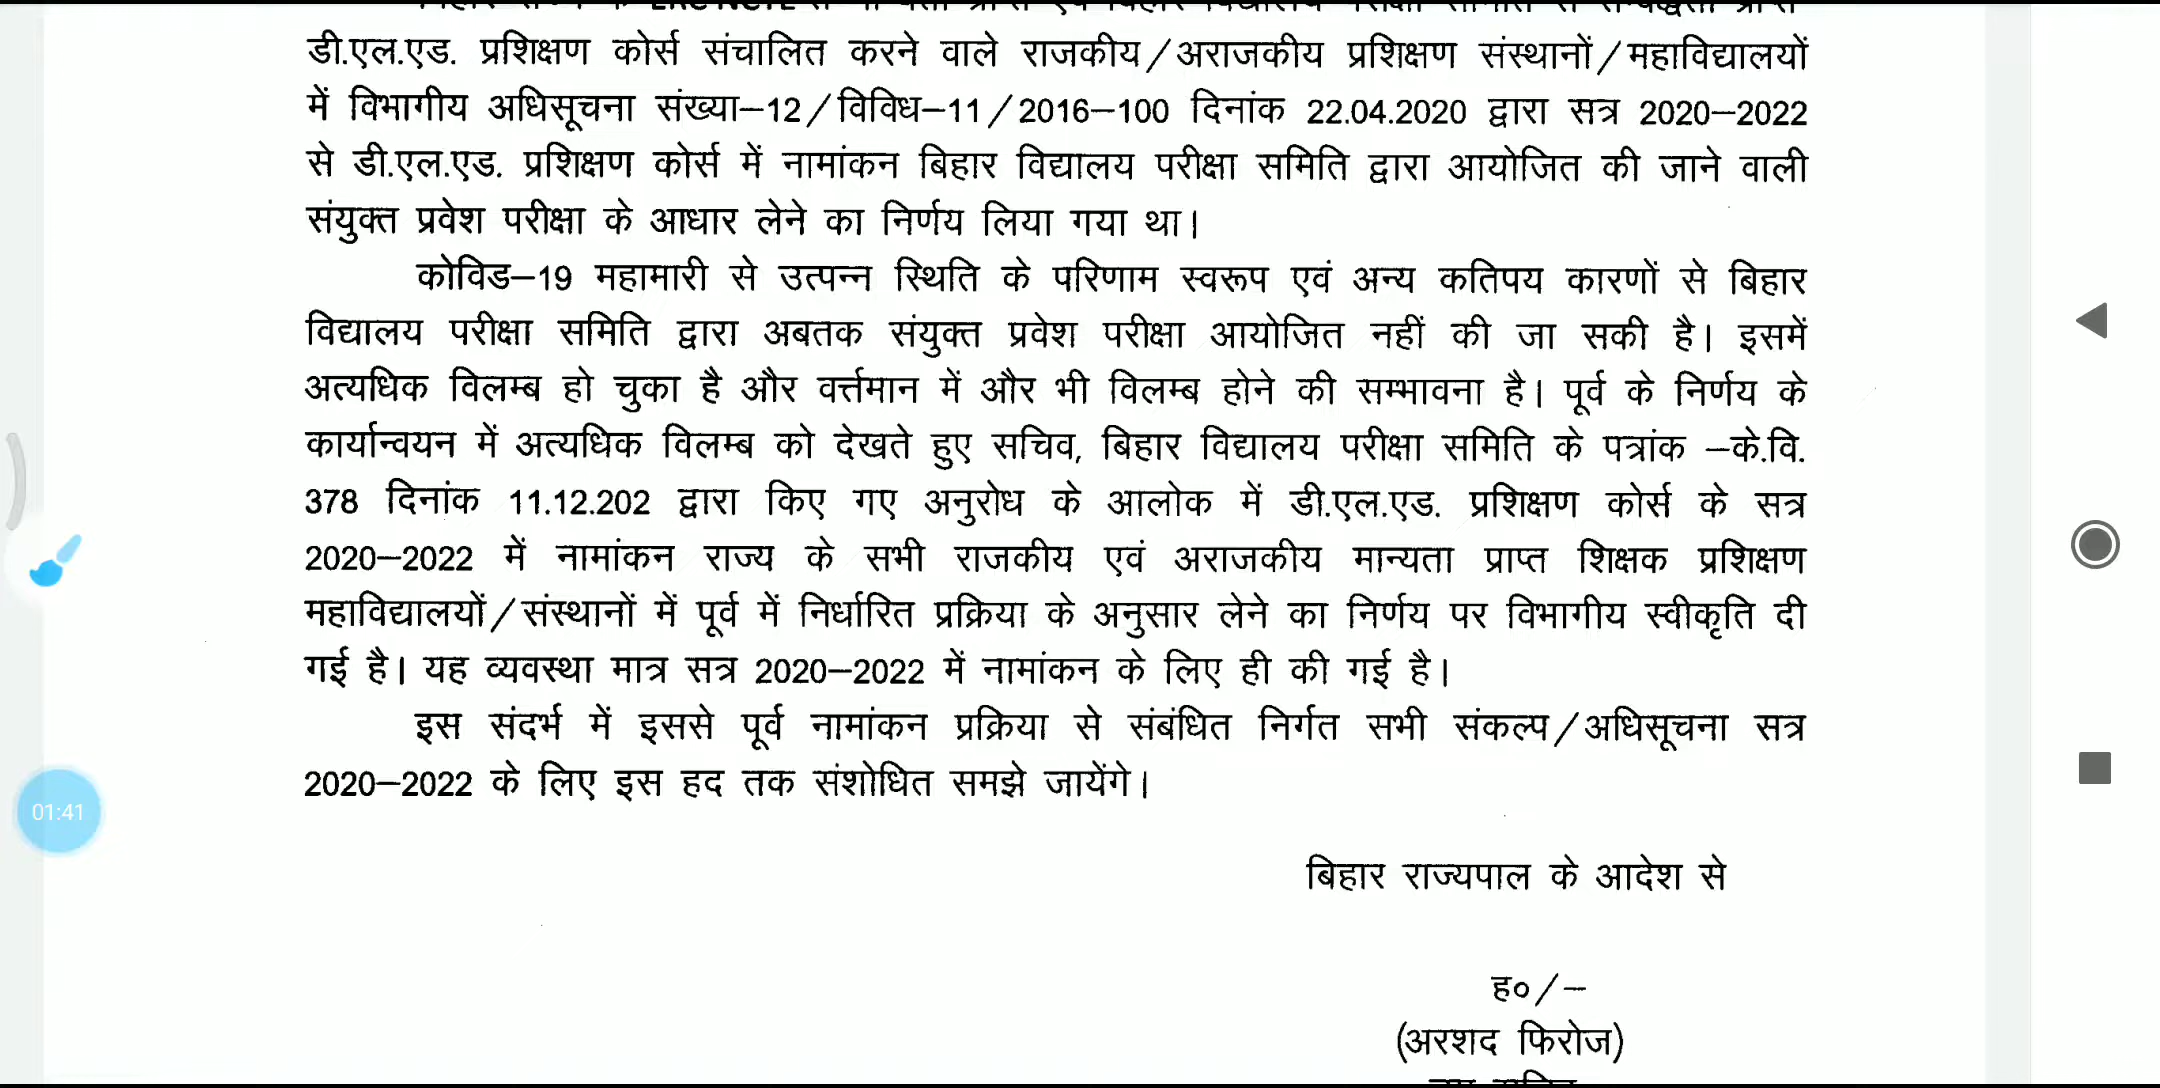 डी.एल.एड. प्रशिक्षण कोर्स संचालित करने वाले राजकीय/अराजकीय प्रशिक्षण संस्थानों/महाविद्यालयों
में विभागीय अधिसूचना संख्या–12/विविध–11/2016–100 दिनांक 22.04.2020 द्वारा सत्र 2020–2022
से डी.एल.एड. प्रशिक्षण कोर्स में नामांकन बिहार विद्यालय परीक्षा समिति द्वारा आयोजित की जाने वाली
संयुक्त प्रवेश परीक्षा के आधार लेने का निर्णय लिया गया था।
कोविड–19 महामारी से उत्पन्न स्थिति के परिणाम स्वरूप एवं अन्य कतिपय कारणों से बिहार
विद्यालय परीक्षा समिति द्वारा अबतक संयुक्त प्रवेश परीक्षा आयोजित नहीं की जा सकी है। इसमें
अत्यधिक विलम्ब हो चुका है और वर्त्तमान में और भी विलम्ब होने की सम्भावना है। पूर्व के निर्णय के
कार्यान्वयन में अत्यधिक विलम्ब को देखते हुए सचिव, बिहार विद्यालय परीक्षा समिति के पत्रांक –के.वि.
378 दिनांक 11.12.202 द्वारा किए गए अनुरोध के आलोक में डी.एल.एड. प्रशिक्षण कोर्स के सत्र
2020–2022 में नामांकन राज्य के सभी राजकीय एवं अराजकीय मान्यता प्राप्त शिक्षक प्रशिक्षण
महाविद्यालयों/संस्थानों में पूर्व में निर्धारित प्रक्रिया के अनुसार लेने का निर्णय पर विभागीय स्वीकृति दी
गई है। यह व्यवस्था मात्र सत्र 2020–2022 में नामांकन के लिए ही की गई है।
इस संदर्भ में इससे पूर्व नामांकन प्रक्रिया से संबंधित निर्गत सभी संकल्प/अधिसूचना सत्र
2020–2022 के लिए इस हद तक संशोधित समझे जायेंगे।
01:41
बिहार राज्यपाल के आदेश से
ह०/–
(अरशद फिरोज)